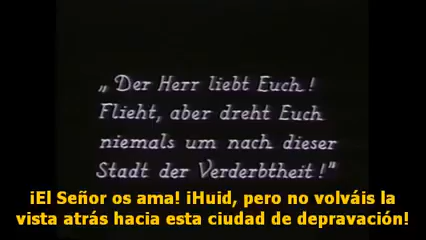 „Der Herr liebt Euch!
Flieht, aber dreht Euch
niemals um nach dieser
Stadt der Verderbtheit!"
¡El Señor os ama! ¡Huid, pero no volváis la
vista atrás hacia esta ciudad de depravación!